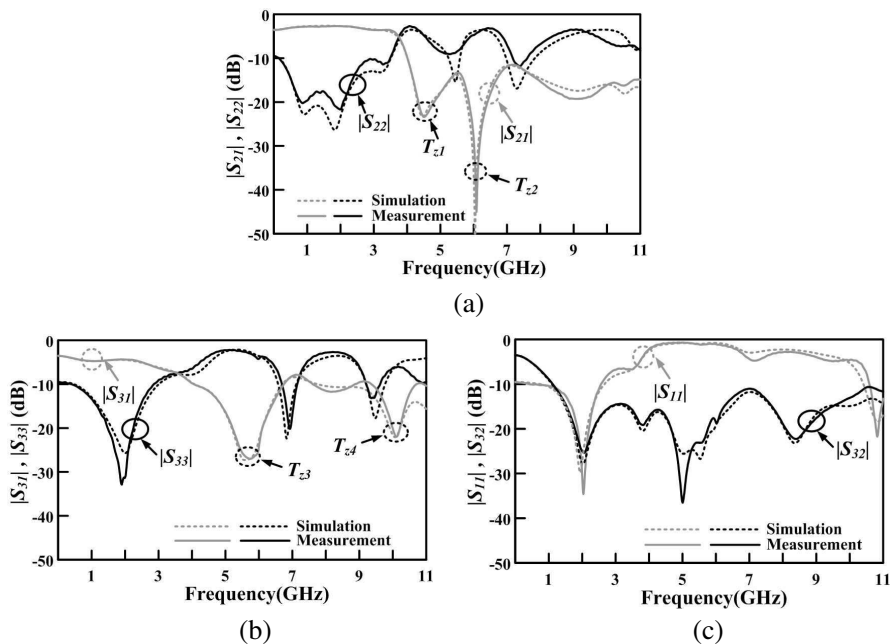 0
-10
-20
-30
-40
-50
|S21| , |S22| (dB)
|S22|
Tz1
|S21|
Tz2
Simulation
Measurement
1 3 5 7 9 11
Frequency(GHz)
(a)
0
-10
-20
-30
-40
-50
|S31| , |S33| (dB)
|S31|
|S33|
Tz3
Tz4
Simulation
Measurement
1 3 5 7 9 11
Frequency(GHz)
(b)
0
-10
-20
-30
-40
-50
|S11| , |S32| (dB)
|S11|
|S32|
Simulation
Measurement
1 3 5 7 9 11
Frequency(GHz)
(c)